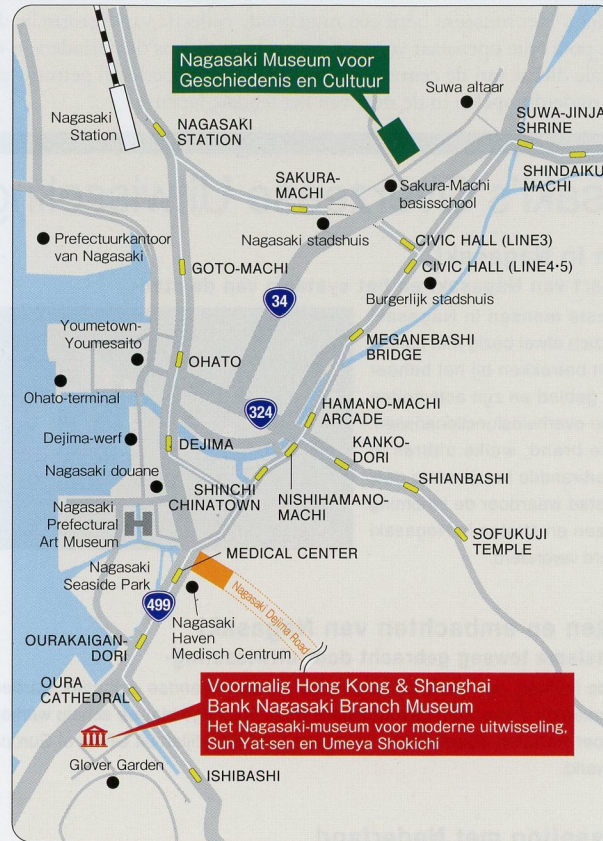 Nagasaki Museum voor
Geschiedenis en Cultuur
Suwa altaar
Nagasaki
Station
NAGASAKI
STATION
SUWA-JINJA
SHRINE
SHINDAIKU
MACHI
SAKURA-
MACHI
Sakura-Machi
basisschool
Nagasaki stadshuis
Prefectuurkantoor
van Nagasaki
CIVIC HALL (LINE3)
GOTO-MACHI
CIVIC HALL (LINE4•5)
Burgerlijk stadshuis
34
Youmetown-
Youmesaito
MEGANEBASHI
BRIDGE
OHATO
Ohato-terminal
324
HAMANO-MACHI
ARCADE
Dejima-werf
DEJIMA
KANKO-
DORI
Nagasaki douane
SHINCHI
CHINATOWN
NISHIHAMANO-
MACHI
SHIANBASHI
Nagasaki
Prefectural
Art Museum
SOFUKUJI
TEMPLE
MEDICAL CENTER
Nagasaki
Seaside Park
Nagasaki Dejima Road
499
Nagasaki
Haven
Medisch Centrum
OURAKAIGAN-
DORI
OURA
CATHEDRAL
Voormalig Hong Kong & Shanghai
Bank Nagasaki Branch Museum
Het Nagasaki-museum voor moderne uitwisseling,
Sun Yat-sen en Umeya Shokichi
Glover Garden
ISHIBASHI